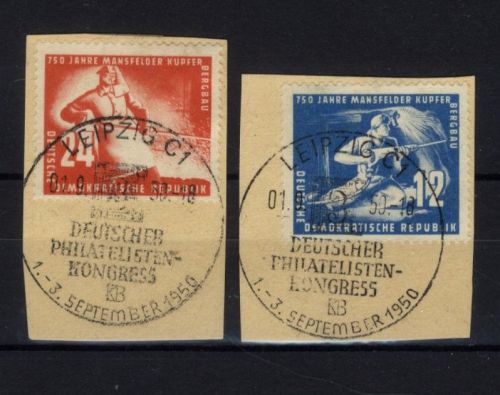 750 JAHRE MANSFELDER KUPFER
BERGBAU
24
DEUTSCHE
DEMOKRATISCHE REPUBLIK
LEIPZIG C1
01.9 50.-18
DEUTSCHER
PHILATELISTEN-
KONGRESS
KB
1.-3. SEPTEMBER 1950
750 JAHRE MANSFELDER KUPFER
BERGBAU
12
DEUTSCHE
DEMOKRATISCHE REPUBLIK
LEIPZIG C1
01.9 50.-18
DEUTSCHER
PHILATELISTEN-
KONGRESS
KB
1.-3. SEPTEMBER 1950